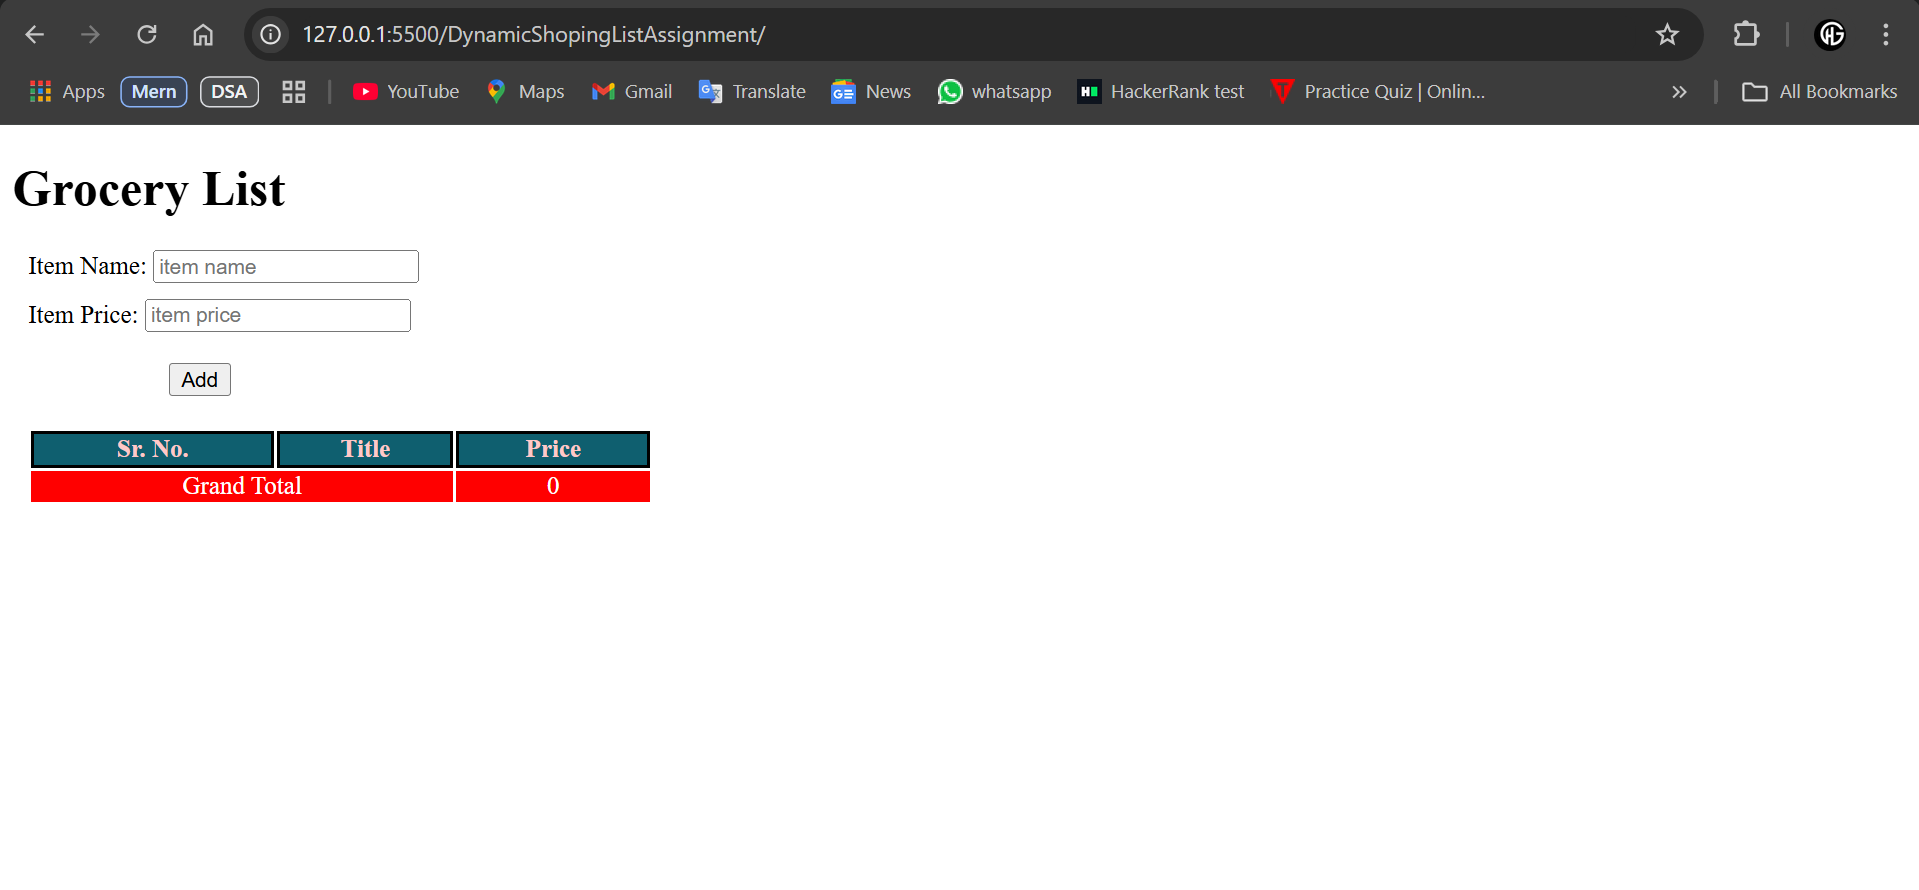 127.0.0.1:5500/DynamicShopingListAssignment/
Apps Mern DSA YouTube Maps Gmail Translate News whatsapp HackerRank test Practice Quiz | Onlin... All Bookmarks
Grocery List
Item Name: item name
Item Price: item price
Add
Sr. No. Title Price
Grand Total 0